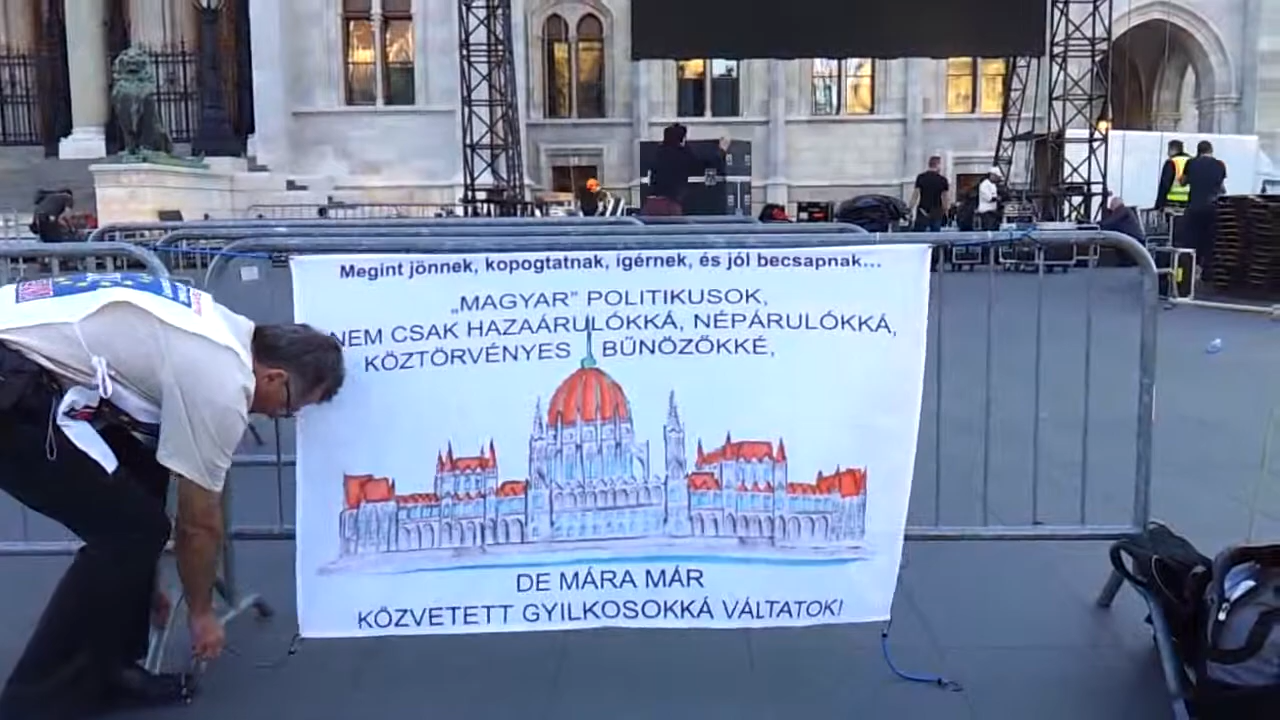 Megint jönnek, kopogtatnak, ígérnek, és jól becsapnak...
„MAGYAR” POLITIKUSOK,
NEM CSAK HAZAÁRULÓKKÁ, NÉPÁRULÓKKÁ,
KÖZTÖRVÉNYES BŰNÖZŐKKÉ,
DE MÁRA MÁR
KÖZVETETT GYILKOSOKKÁ VÁLTATOK!